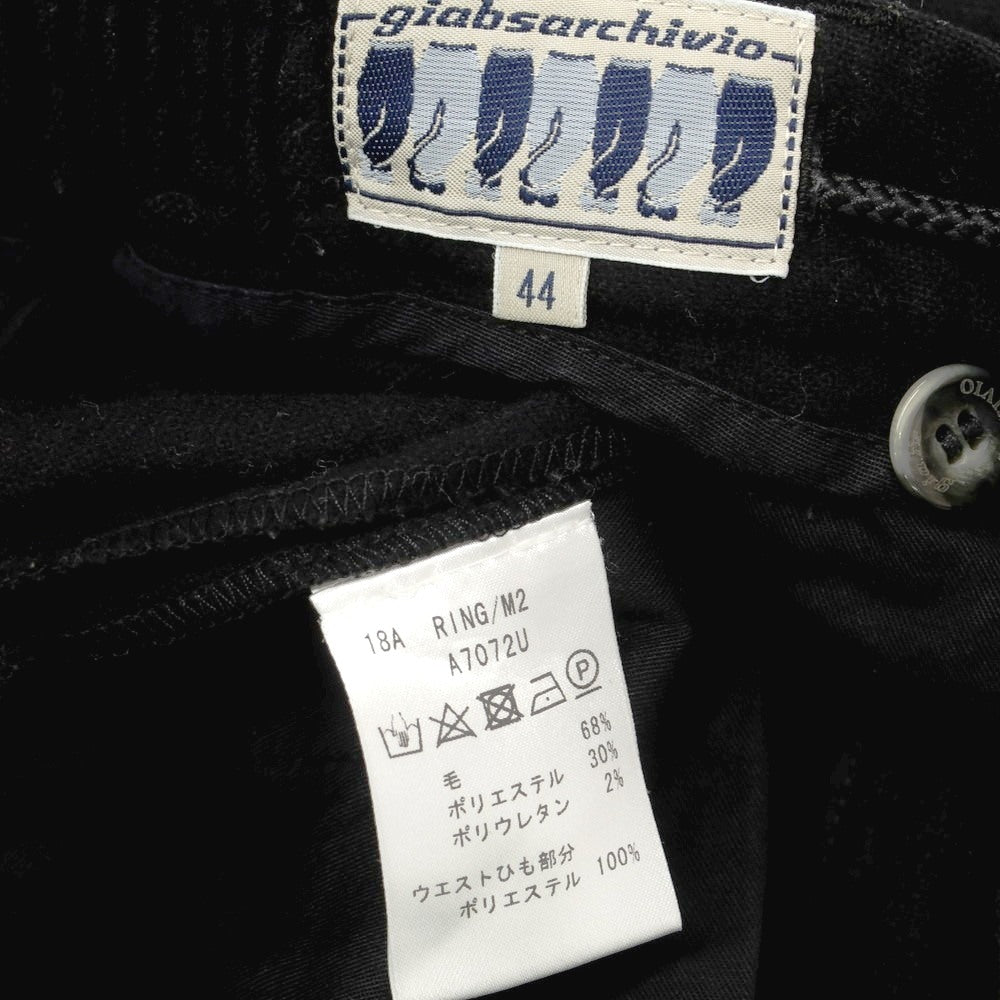 giabsarchivio
44
18A RING/M2
A7072U
P
毛 68%
ポリエステル 30%
ポリウレタン 2%
ウエストひも部分
ポリエステル 100%